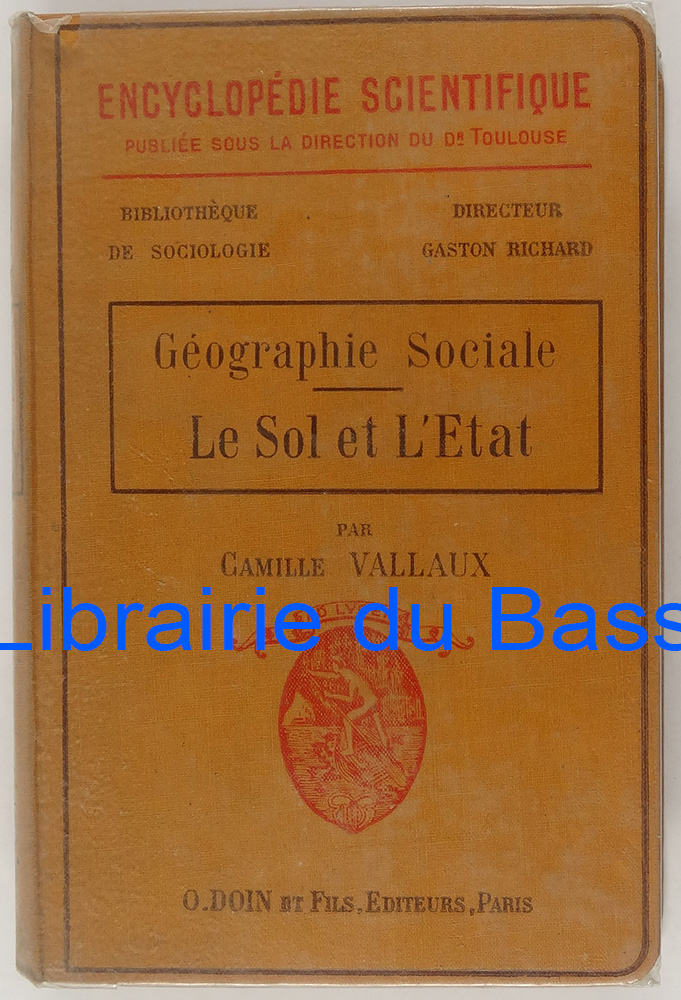 ENCYCLOPÉDIE SCIENTIFIQUE
PUBLIÉE SOUS LA DIRECTION DU DR TOULOUSE
BIBLIOTHÈQUE
DE SOCIOLOGIE
DIRECTEUR
GASTON RICHARD
Géographie Sociale
Le Sol et L'Etat
PAR
CAMILLE VALLAUX
Librairie du Bass
O. DOIN ET FILS, EDITEURS, PARIS